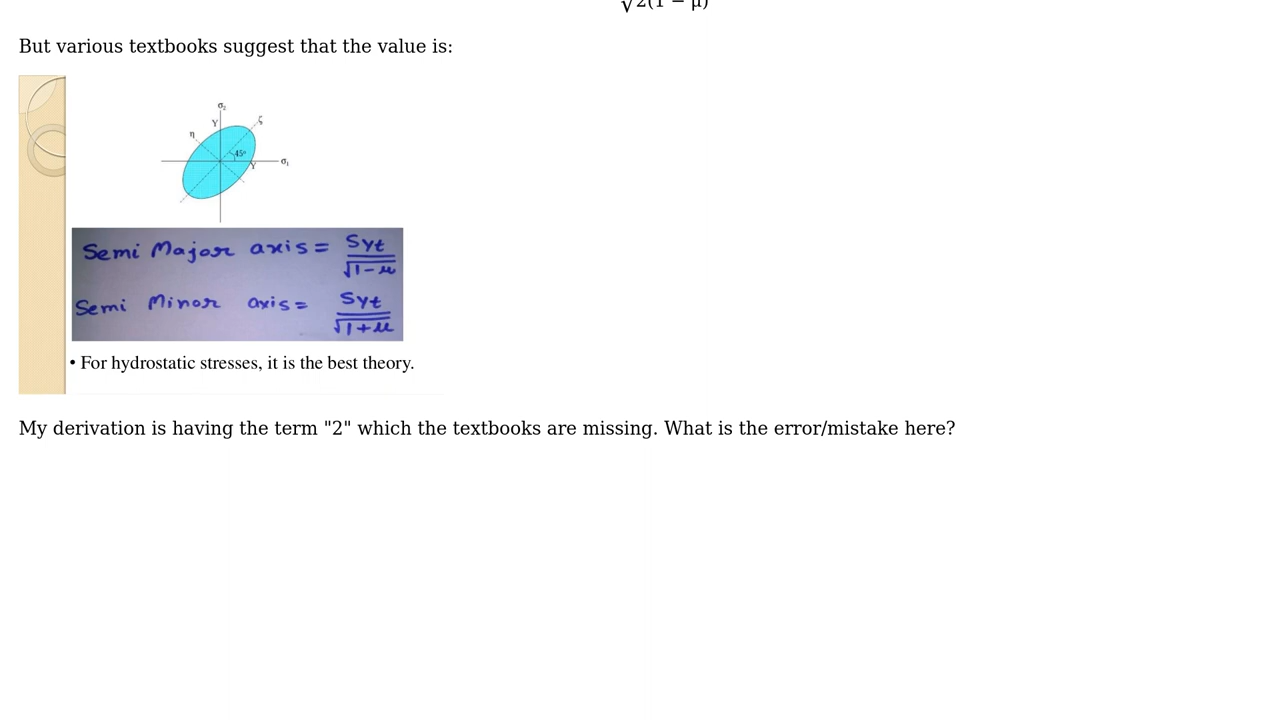 √2(1 − μ)
But various textbooks suggest that the value is:
σ₂
Y
ζ
η
45°
Y
σ₁
Semi Major axis = Syt / √1-μ
Semi Minor axis = Syt / √1+μ
• For hydrostatic stresses, it is the best theory.
My derivation is having the term "2" which the textbooks are missing. What is the error/mistake here?